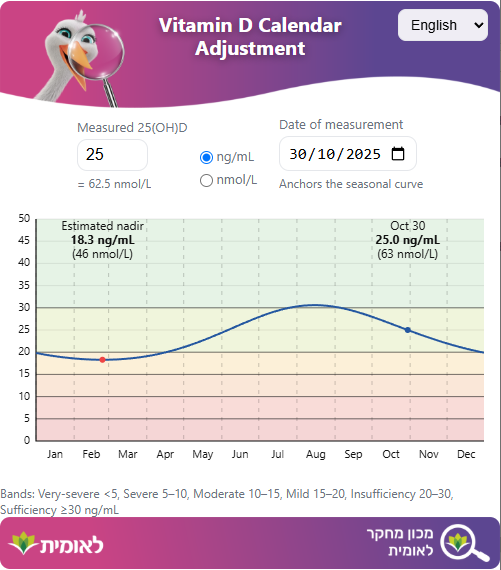 Vitamin D Calendar
Adjustment
English
Measured 25(OH)D
25
= 62.5 nmol/L
ng/mL
nmol/L
Date of measurement
30/10/2025
Anchors the seasonal curve
50
45
40
35
30
25
20
15
10
5
0
Estimated nadir
18.3 ng/mL
(46 nmol/L)
Oct 30
25.0 ng/mL
(63 nmol/L)
Jan Feb Mar Apr May Jun Jul Aug Sep Oct Nov Dec
Bands: Very-severe <5, Severe 5–10, Moderate 10–15, Mild 15–20, Insufficiency 20–30,
Sufficiency ≥30 ng/mL
לאומית
מכון מחקר
לאומית